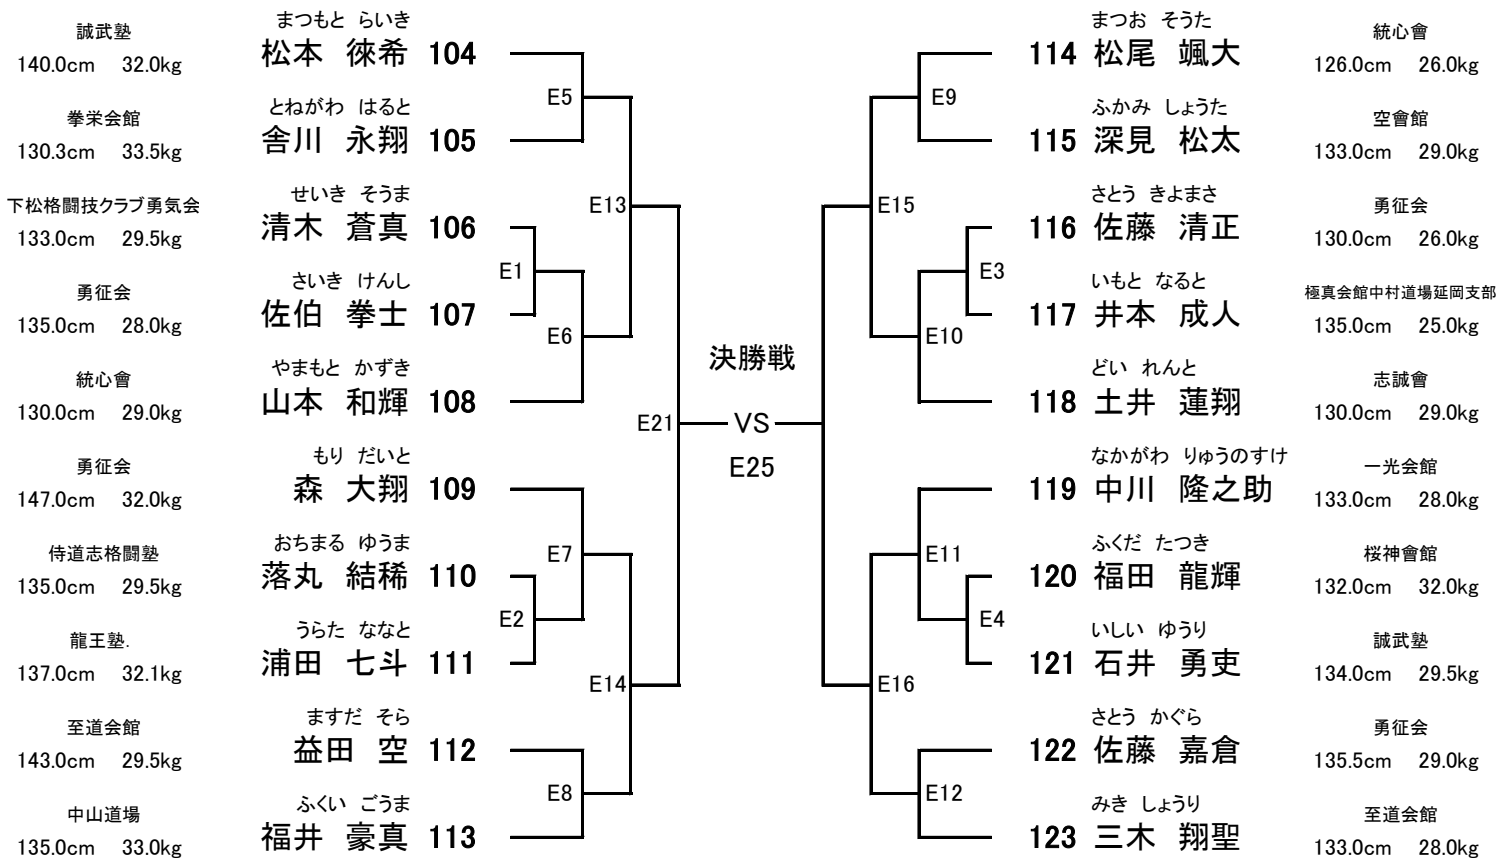 まつもと らいき
誠武塾
松本 徠希 104
140.0cm 32.0kg
E5
とねがわ はると
拳栄会館
舎川 永翔 105
130.3cm 33.5kg
せいき そうま
下松格闘技クラブ勇気会
E13
清木 蒼真 106
133.0cm 29.5kg
E1
さいき けんし
勇征会
佐伯 拳士 107
135.0cm 28.0kg
E6
やまもと かずき
統心會
山本 和輝 108
130.0cm 29.0kg
E21
もり だいと
勇征会
森 大翔 109
147.0cm 32.0kg
おちまる ゆうま
侍道志格闘塾
E7
落丸 結稀 110
135.0cm 29.5kg
E2
うらた ななと
龍王塾.
浦田 七斗 111
137.0cm 32.1kg
E14
ますだ そら
至道会館
益田 空 112
143.0cm 29.5kg
E8
ふくい ごうま
中山道場
福井 豪真 113
135.0cm 33.0kg
決勝戦
VS
E25
まつお そうた
統心會
114 松尾 颯大
126.0cm 26.0kg
E9
ふかみ しょうた
空會館
115 深見 松太
133.0cm 29.0kg
さとう きよまさ
勇征会
E15
116 佐藤 清正
130.0cm 26.0kg
E3
いもと なると
極真会館中村道場延岡支部
117 井本 成人
135.0cm 25.0kg
E10
どい れんと
志誠會
118 土井 蓮翔
130.0cm 29.0kg
なかがわ りゅうのすけ
一光会館
119 中川 隆之助
133.0cm 28.0kg
E11
ふくだ たつき
桜神會館
120 福田 龍輝
132.0cm 32.0kg
E4
いしい ゆうり
誠武塾
121 石井 勇吏
134.0cm 29.5kg
E16
さとう かぐら
勇征会
122 佐藤 嘉倉
135.5cm 29.0kg
E12
みき しょうり
至道会館
123 三木 翔聖
133.0cm 28.0kg